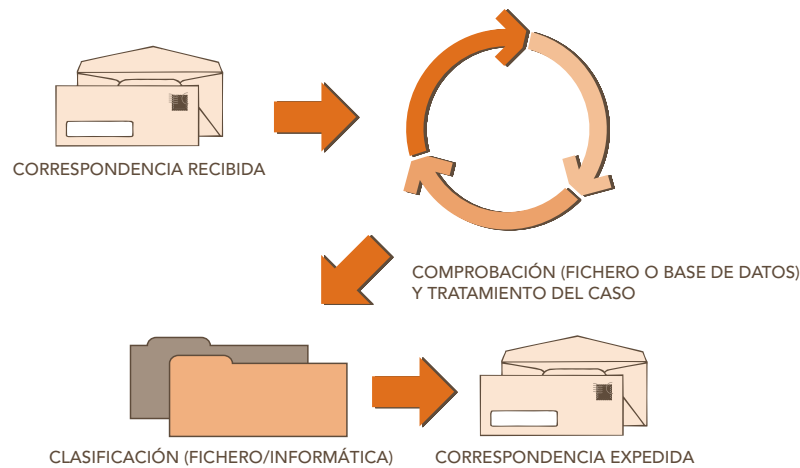 CORRESPONDENCIA RECIBIDA
COMPROBACIÓN (FICHERO O BASE DE DATOS)
Y TRATAMIENTO DEL CASO
CLASIFICACIÓN (FICHERO/INFORMÁTICA)
CORRESPONDENCIA EXPEDIDA